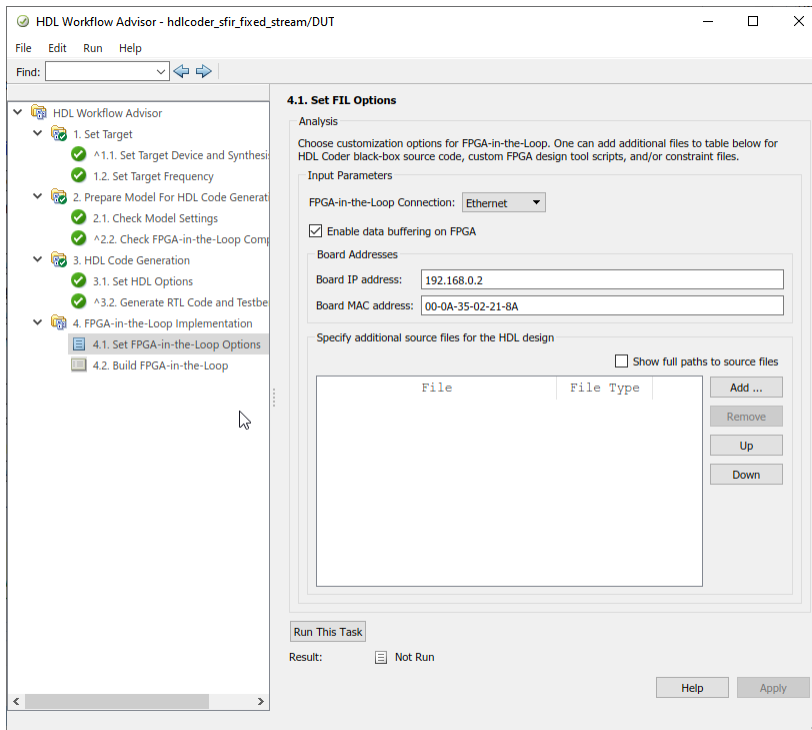 HDL Workflow Advisor - hdlcoder_sfir_fixed_stream/DUT
File Edit Run Help
Find:
HDL Workflow Advisor
1. Set Target
^1.1. Set Target Device and Synthesi
1.2. Set Target Frequency
2. Prepare Model For HDL Code Generati
2.1. Check Model Settings
^2.2. Check FPGA-in-the-Loop Comp
3. HDL Code Generation
3.1. Set HDL Options
^3.2. Generate RTL Code and Testbe
4. FPGA-in-the-Loop Implementation
4.1. Set FPGA-in-the-Loop Options
4.2. Build FPGA-in-the-Loop
4.1. Set FIL Options
Analysis
Choose customization options for FPGA-in-the-Loop. One can add additional files to table below for
HDL Coder black-box source code, custom FPGA design tool scripts, and/or constraint files.
Input Parameters
FPGA-in-the-Loop Connection: Ethernet
Enable data buffering on FPGA
Board Addresses
Board IP address: 192.168.0.2
Board MAC address: 00-0A-35-02-21-8A
Specify additional source files for the HDL design
Show full paths to source files
File File Type
Add ...
Remove
Up
Down
Run This Task
Result: Not Run
Help Apply